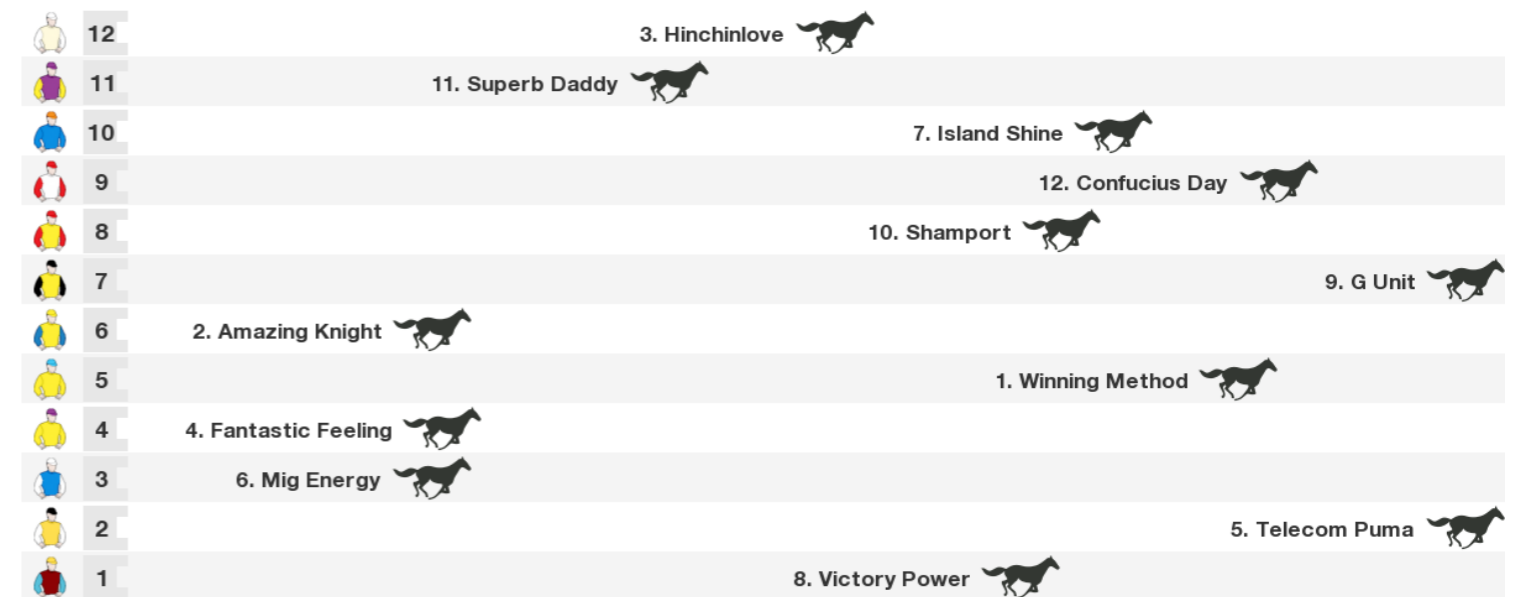 12 3. Hinchinlove
11 11. Superb Daddy
10 7. Island Shine
9 12. Confucius Day
8 10. Shamport
7 9. G Unit
6 2. Amazing Knight
5 1. Winning Method
4 4. Fantastic Feeling
3 6. Mig Energy
2 5. Telecom Puma
1 8. Victory Power